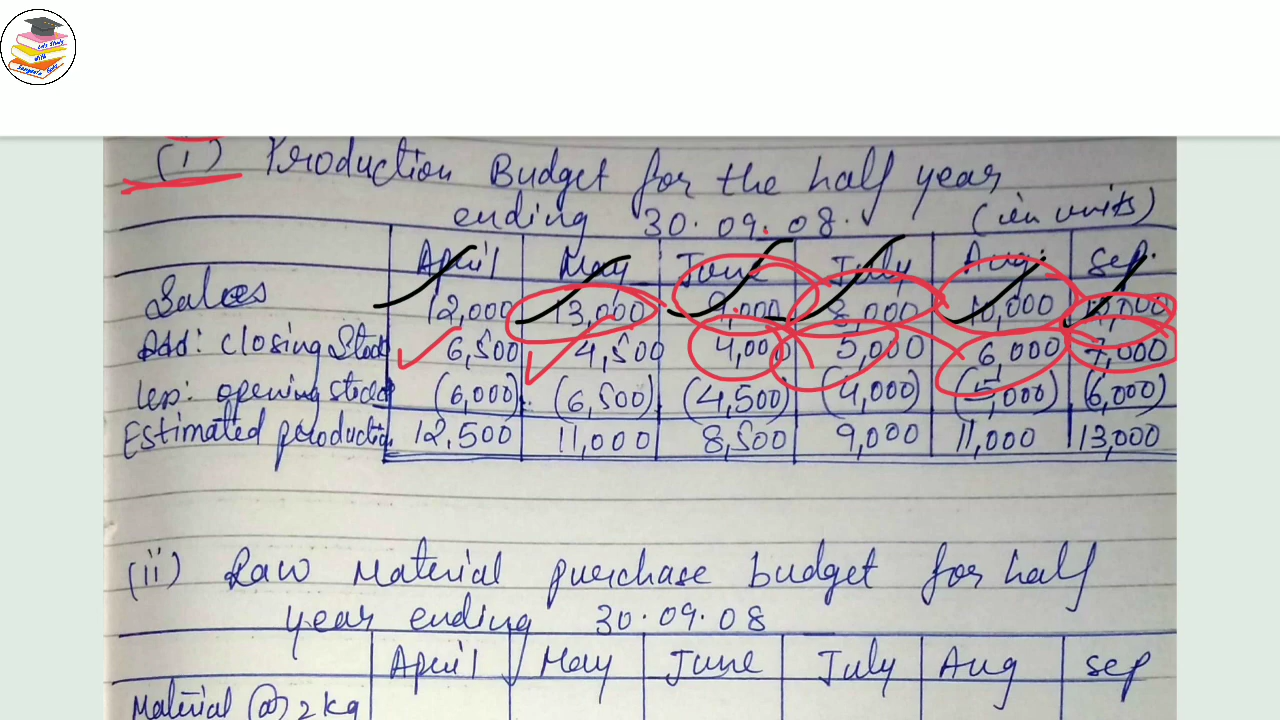 Lets Study
With
(i) Production Budget for the half year
ending 30.09.08. (in units)
April May June July Aug. Sep.
Sales 12,000 13,000 9,000 8,000 10,000
Add: closing Stock 6,500 4,500 4,000 5,000 6,000 7,000
Less: opening stock (6,000) (6,500) (4,500) (4,000) (5,000) (6,000)
Estimated production 12,500 11,000 8,500 9,000 11,000 13,000
(ii) Raw Material purchase budget for half
year ending 30.09.08
April May June July Aug Sep
Material @ 2 kg